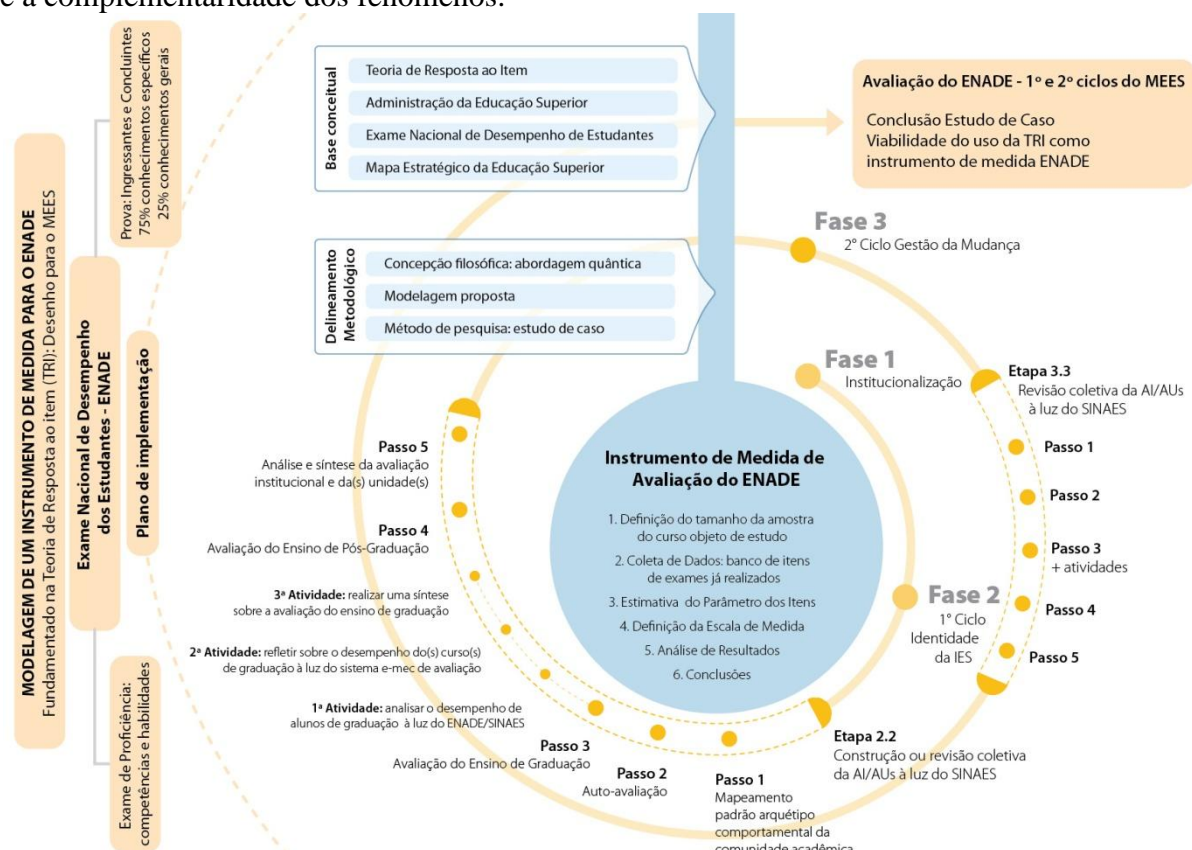 e a complementaridade dos fenômenos.
MODELAGEM DE UM INSTRUMENTO DE MEDIDA PARA O ENADE
Fundamentado na Teoria de Resposta ao item (TRI): Desenho para o MEES
Exame Nacional de Desempenho
dos Estudantes - ENADE
Prova: Ingressantes e Concluintes
75% conhecimentos específicos
25% conhecimentos gerais
Plano de implementação
Exame de Proficiência:
competências e habilidades
Base conceitual
Teoria de Resposta ao Item
Administração da Educação Superior
Exame Nacional de Desempenho de Estudantes
Mapa Estratégico da Educação Superior
Avaliação do ENADE - 1º e 2º ciclos do MEES
Conclusão Estudo de Caso
Viabilidade do uso da TRI como
instrumento de medida ENADE
Delineamento
Metodológico
Concepção filosófica: abordagem quântica
Modelagem proposta
Método de pesquisa: estudo de caso
Fase 3
2° Ciclo Gestão da Mudança
Fase 1
Institucionalização
Etapa 3.3
Revisão coletiva da AI/AUs
à luz do SINAES
Passo 1
Passo 2
Passo 3
+ atividades
Passo 4
Passo 5
Fase 2
1° Ciclo
Identidade
da IES
Instrumento de Medida de
Avaliação do ENADE
1. Definição do tamanho da amostra
do curso objeto de estudo
2. Coleta de Dados: banco de itens
de exames já realizados
3. Estimativa do Parâmetro dos Itens
4. Definição da Escala de Medida
5. Análise de Resultados
6. Conclusões
Passo 5
Análise e síntese da avaliação
institucional e da(s) unidade(s)
Passo 4
Avaliação do Ensino de Pós-Graduação
3ª Atividade: realizar uma síntese
sobre a avaliação do ensino de graduação
2ª Atividade: refletir sobre o desempenho do(s) curso(s)
de graduação à luz do sistema e-mec de avaliação
1ª Atividade: analisar o desempenho de
alunos de graduação à luz do ENADE/SINAES
Passo 3
Avaliação do Ensino de Graduação
Passo 2
Auto-avaliação
Passo 1
Mapeamento
padrão arquétipo
comportamental da
comunidade acadêmica
Etapa 2.2
Construção ou revisão coletiva
da AI/AUs à luz do SINAES